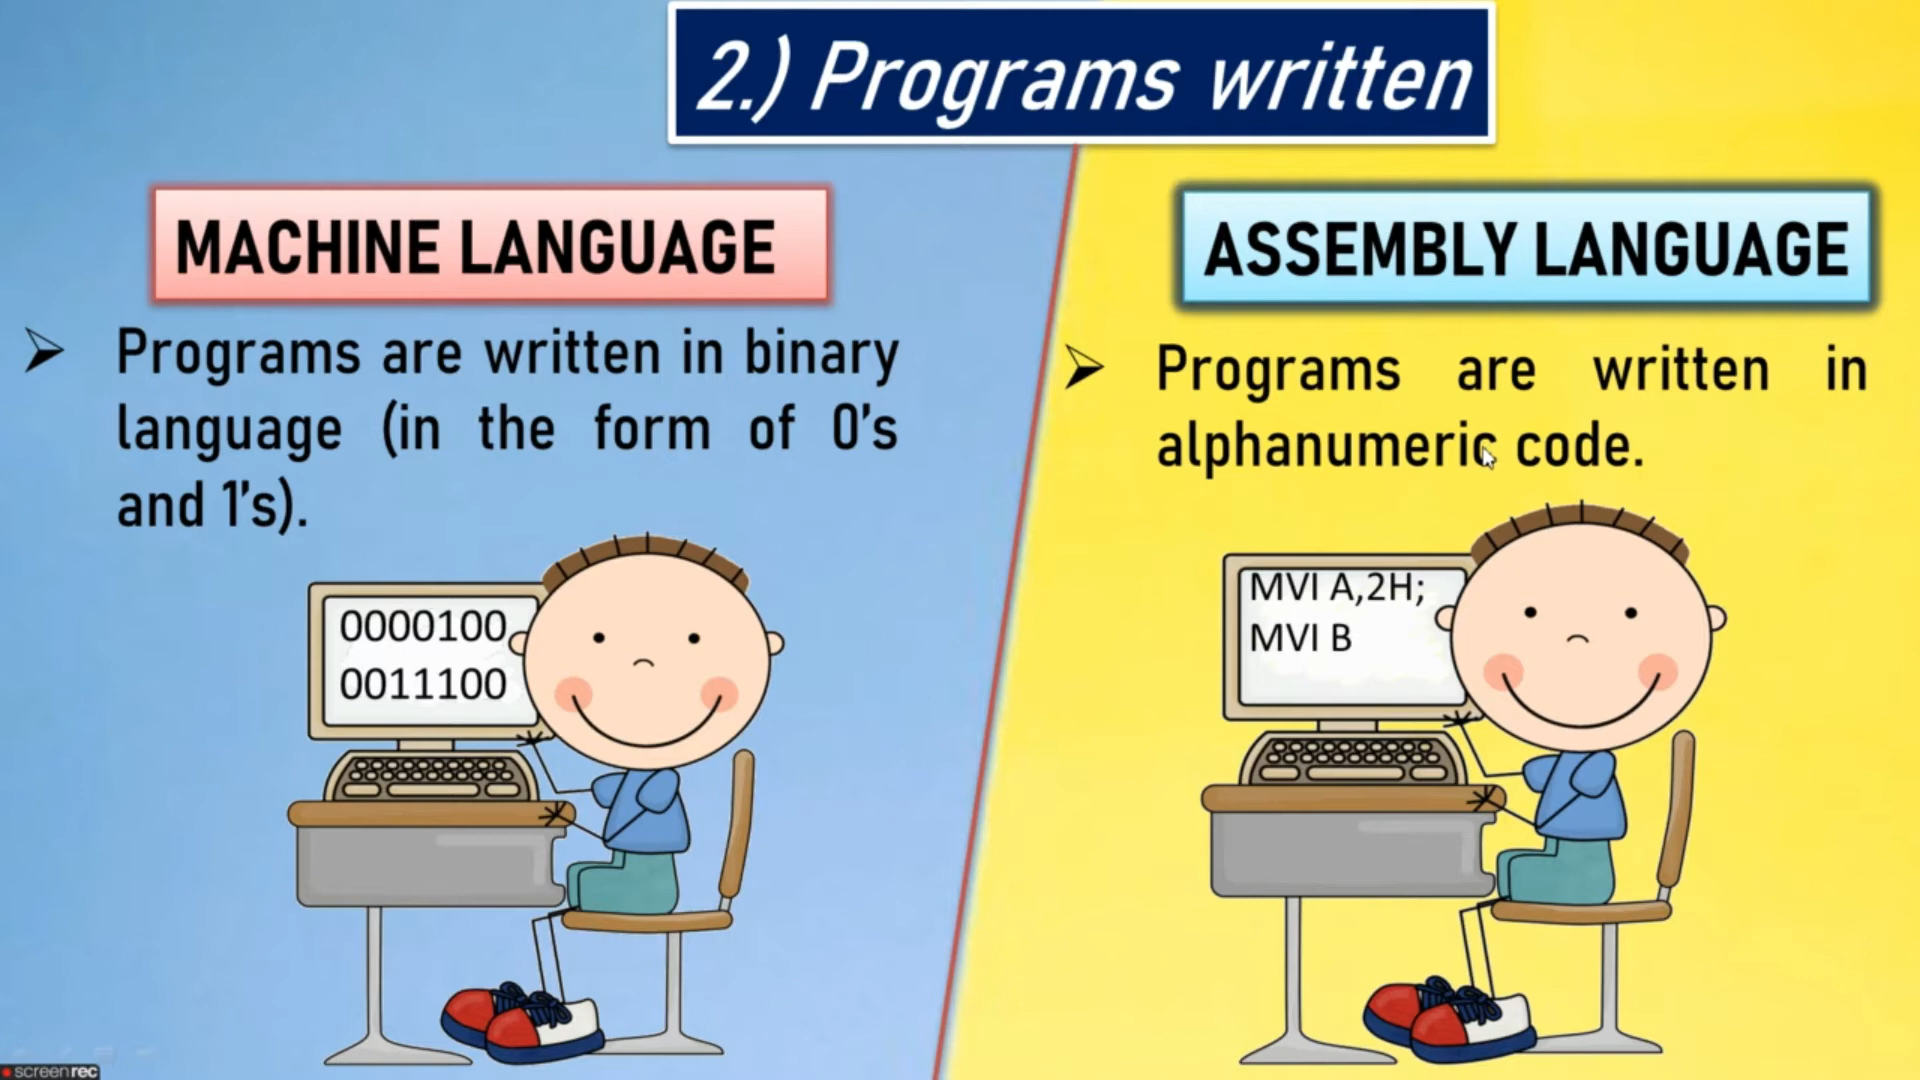 2.) Programs written
MACHINE LANGUAGE
Programs are written in binary
language (in the form of 0's
and 1's).
0000100
0011100
ASSEMBLY LANGUAGE
Programs are written in
alphanumeric code.
MVI A,2H;
MVI B
screenrec